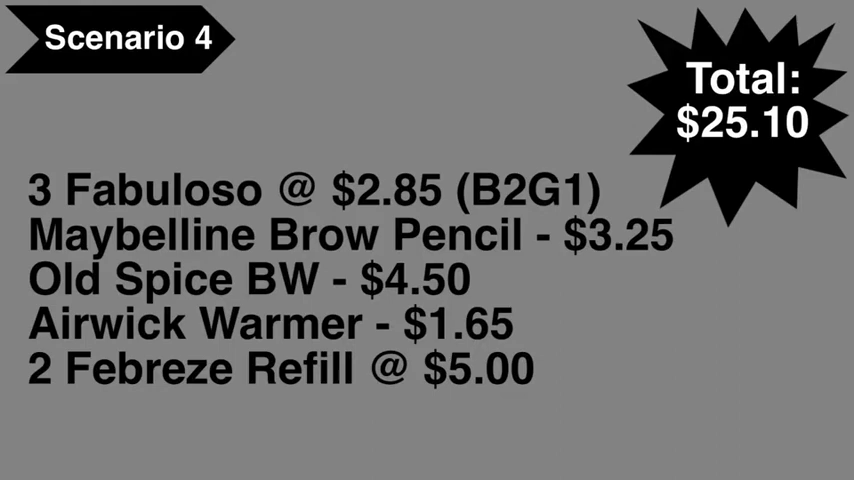 Scenario 4
Total:
$25.10
3 Fabuloso @ $2.85 (B2G1)
Maybelline Brow Pencil - $3.25
Old Spice BW - $4.50
Airwick Warmer - $1.65
2 Febreze Refill @ $5.00